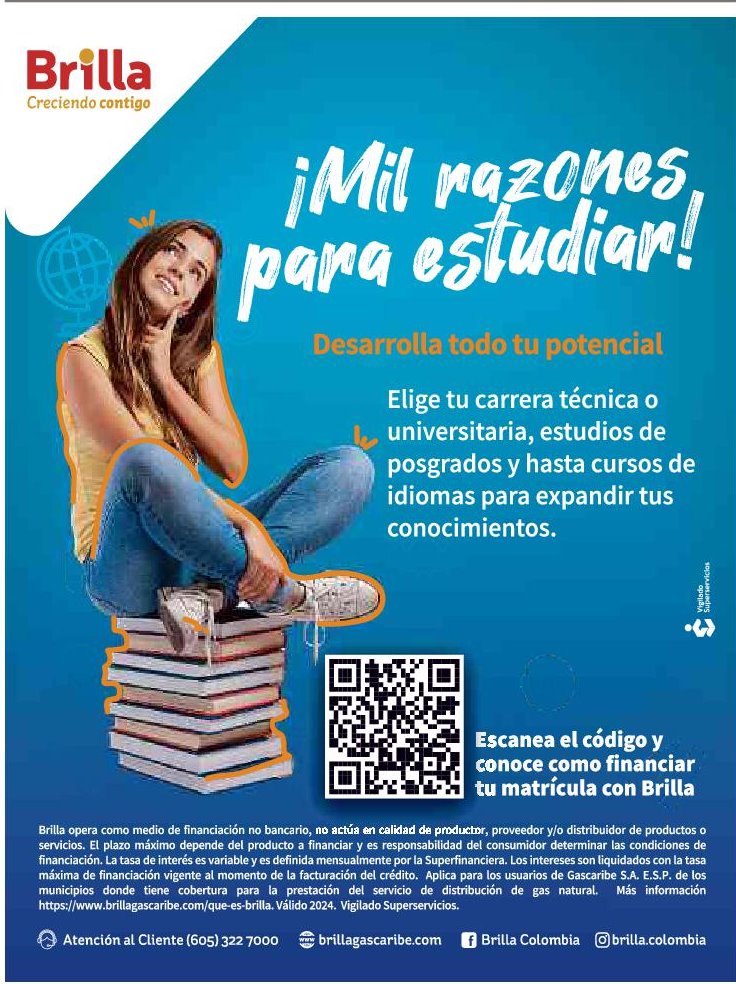 Brilla
Creciendo contigo
¡Mil razones
para estudiar!
Desarrolla todo tu potencial
Elige tu carrera técnica o
universitaria, estudios de
posgrados y hasta cursos de
idiomas para expandir tus
conocimientos.
Vigilado
Superservicios
Escanea el código y
conoce como financiar
tu matrícula con Brilla
Brilla opera como medio de financiación no bancario, no actúa en calidad de productor, proveedor y/o distribuidor de productos o
servicios. El plazo máximo depende del producto a financiar y es responsabilidad del consumidor determinar las condiciones de
financiación. La tasa de interés es variable y es definida mensualmente por la Superfinanciera. Los intereses son liquidados con la tasa
máxima de financiación vigente al momento de la facturación del crédito. Aplica para los usuarios de Gascaribe S.A. E.S.P. de los
municipios donde tiene cobertura para la prestación del servicio de distribución de gas natural. Más información
https://www.brillagascaribe.com/que-es-brilla. Válido 2024. Vigilado Superservicios.
Atención al Cliente (605) 322 7000 brillagascaribe.com Brilla Colombia brilla.colombia